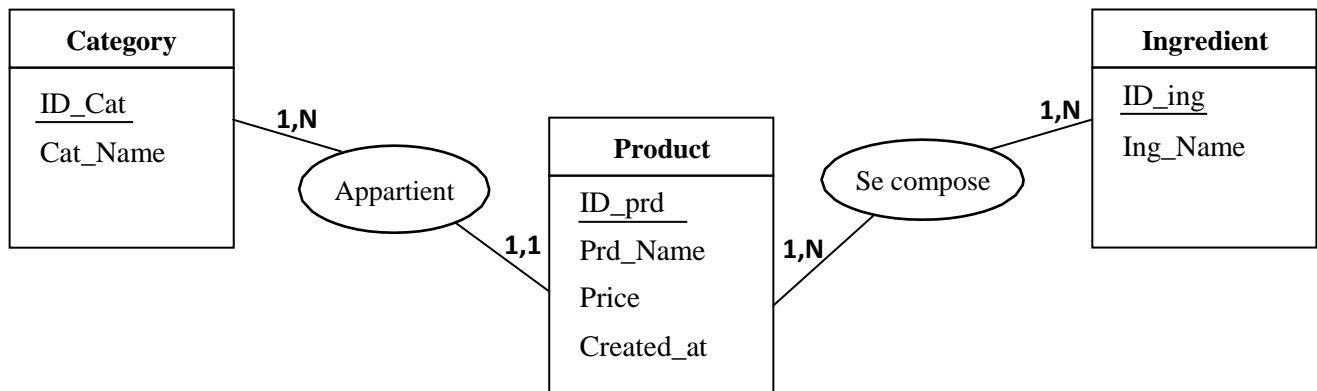 Category
ID_Cat
Cat_Name
1,N
Appartient
1,1
Product
ID_prd
Prd_Name
Price
Created_at
1,N
Se compose
1,N
Ingredient
ID_ing
Ing_Name